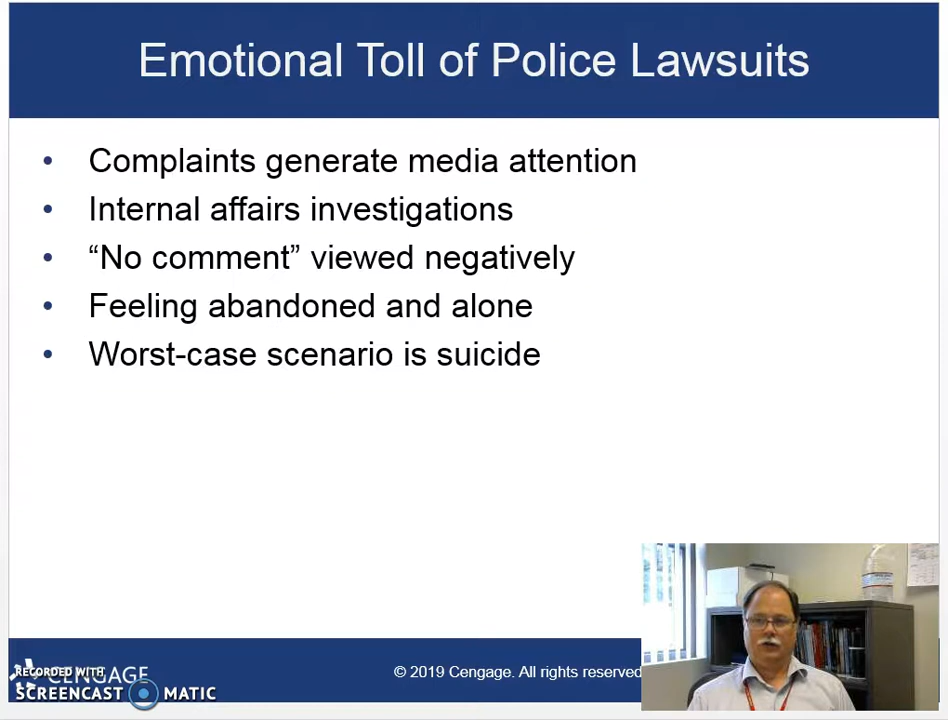 Emotional Toll of Police Lawsuits
• Complaints generate media attention
• Internal affairs investigations
• “No comment” viewed negatively
• Feeling abandoned and alone
• Worst-case scenario is suicide
CENGAGE
RECORDED WITH
SCREENCAST MATIC
© 2019 Cengage. All rights reserved